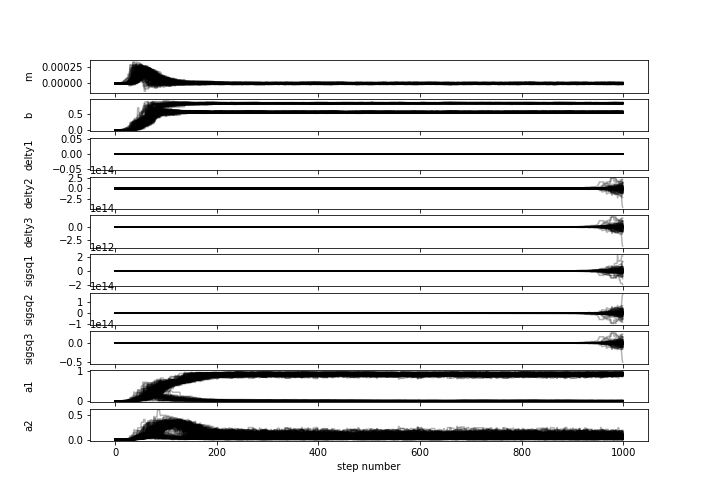 0.00025
0.00000
m
0.5
0.0
b
0.05
0.00
−0.05
delty1
1e14
2.5
0.0
−2.5
delty2
1e14
0.0
−2.5
delty3
1e12
2
0
−2
sigsq1
1e14
1
0
−1
sigsq2
1e14
0.0
−0.5
sigsq3
1
0
a1
0.5
0.0
a2
0 200 400 600 800 1000
step number